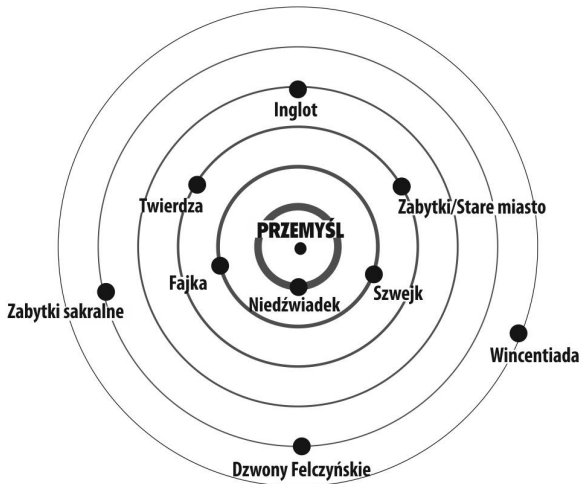 Inglot
Twierdza
Zabytki/Stare miasto
PRZEMYŚL
Fajka
Niedźwiadek
Szwejk
Zabytki sakralne
Wincentiada
Dzwony Felczyńskie